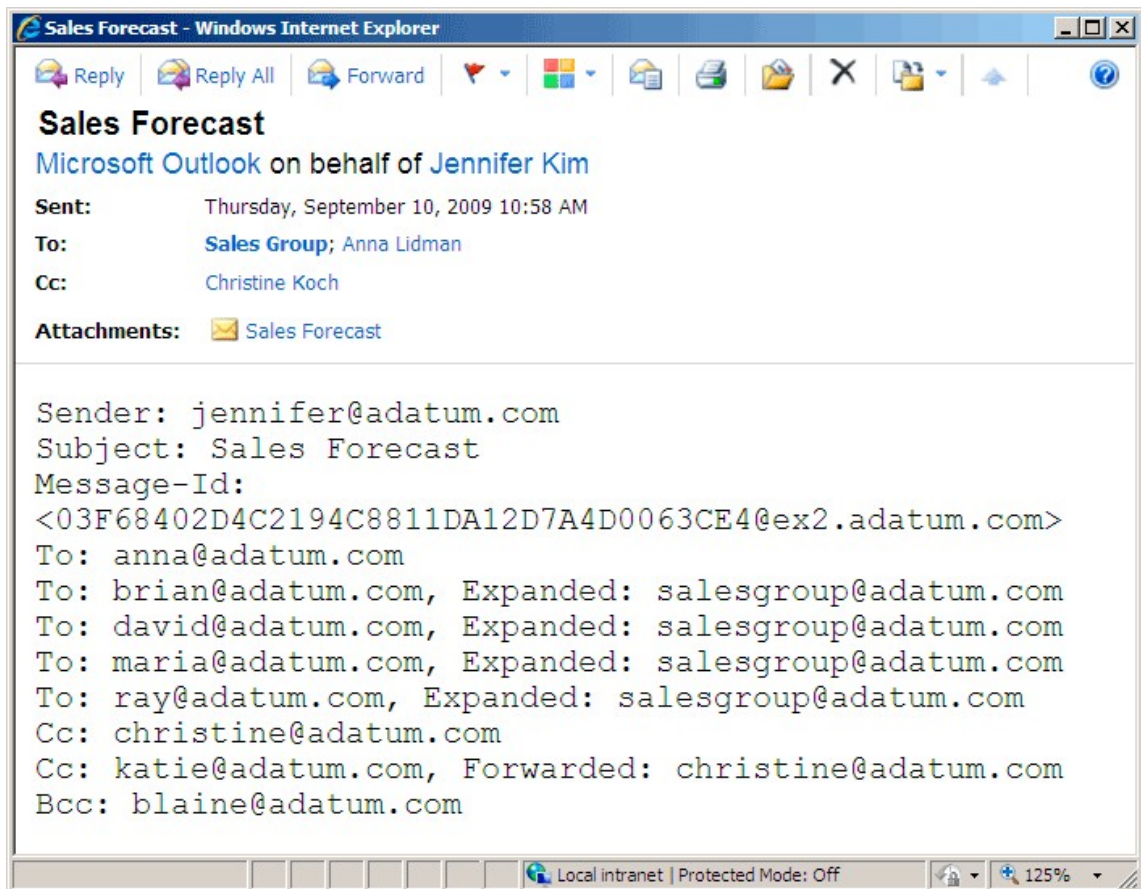 Sales Forecast - Windows Internet Explorer
Reply Reply All Forward
Sales Forecast
Microsoft Outlook on behalf of Jennifer Kim
Sent: Thursday, September 10, 2009 10:58 AM
To: Sales Group; Anna Lidman
Cc: Christine Koch
Attachments: Sales Forecast
Sender: jennifer@adatum.com
Subject: Sales Forecast
Message-Id:
<03F68402D4C2194C8811DA12D7A4D0063CE4@ex2.adatum.com>
To: anna@adatum.com
To: brian@adatum.com, Expanded: salesgroup@adatum.com
To: david@adatum.com, Expanded: salesgroup@adatum.com
To: maria@adatum.com, Expanded: salesgroup@adatum.com
To: ray@adatum.com, Expanded: salesgroup@adatum.com
Cc: christine@adatum.com
Cc: katie@adatum.com, Forwarded: christine@adatum.com
Bcc: blaine@adatum.com
Local intranet | Protected Mode: Off 125%